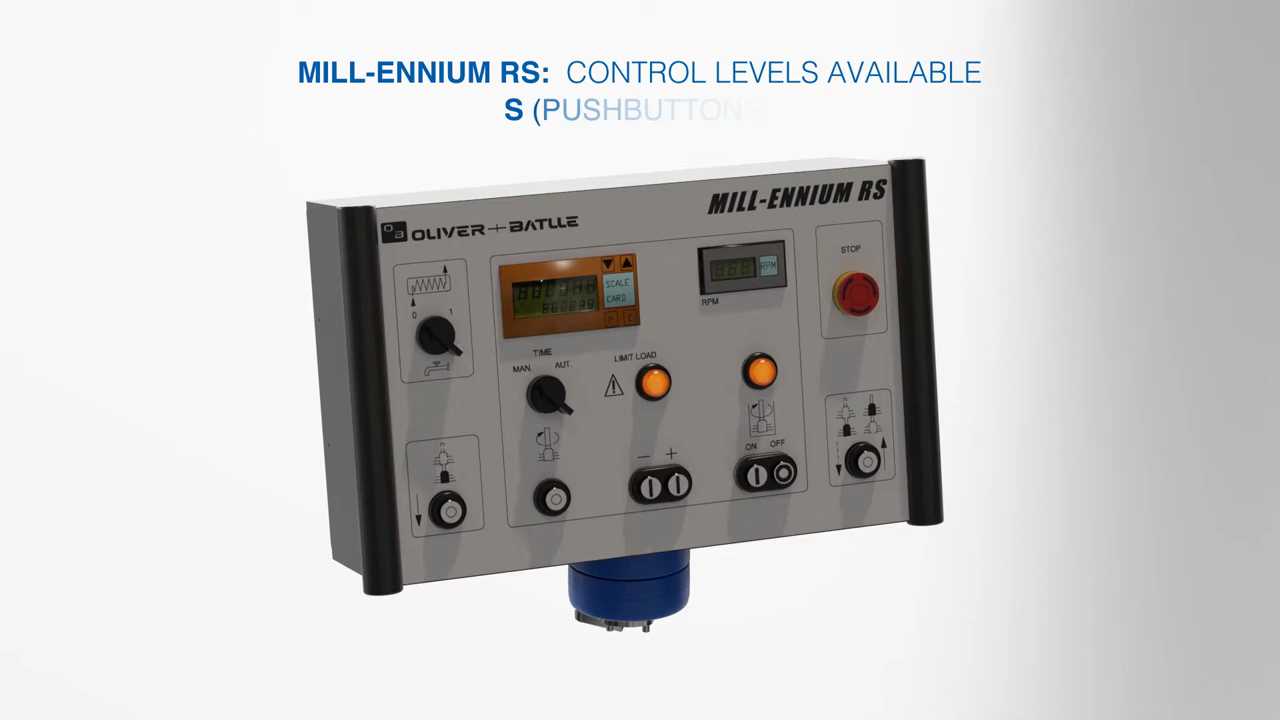 MILL-ENNIUM RS: CONTROL LEVELS AVAILABLE
S (PUSHBUTTONS
OLIVER+BATLLE
MILL-ENNIUM RS
STOP
RPM
SCALE
CARD
RPM
0 1
TIME
MAN. AUT.
LIMIT LOAD
− +
ON OFF